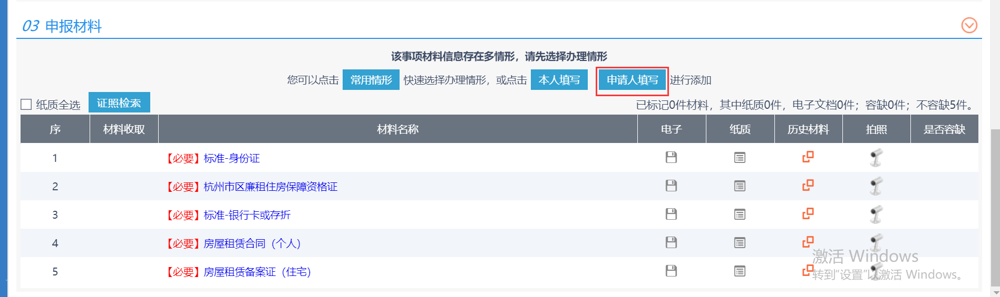 03 申报材料
该事项材料信息存在多情形，请先选择办理情形
您可以点击 常用情形 快速选择办理情形，或点击 本人填写 申请人填写 进行添加
纸质全选 证照检索 已标记0件材料，其中纸质0件，电子文档0件；容缺0件；不容缺5件。
序 材料收取 材料名称 电子 纸质 历史材料 拍照 是否容缺
1 【必要】标准-身份证
2 【必要】杭州市区廉租住房保障资格证
3 【必要】标准-银行卡或存折
4 【必要】房屋租赁合同（个人）
5 【必要】房屋租赁备案证（住宅）
激活 Windows
转到“设置”以激活 Windows。